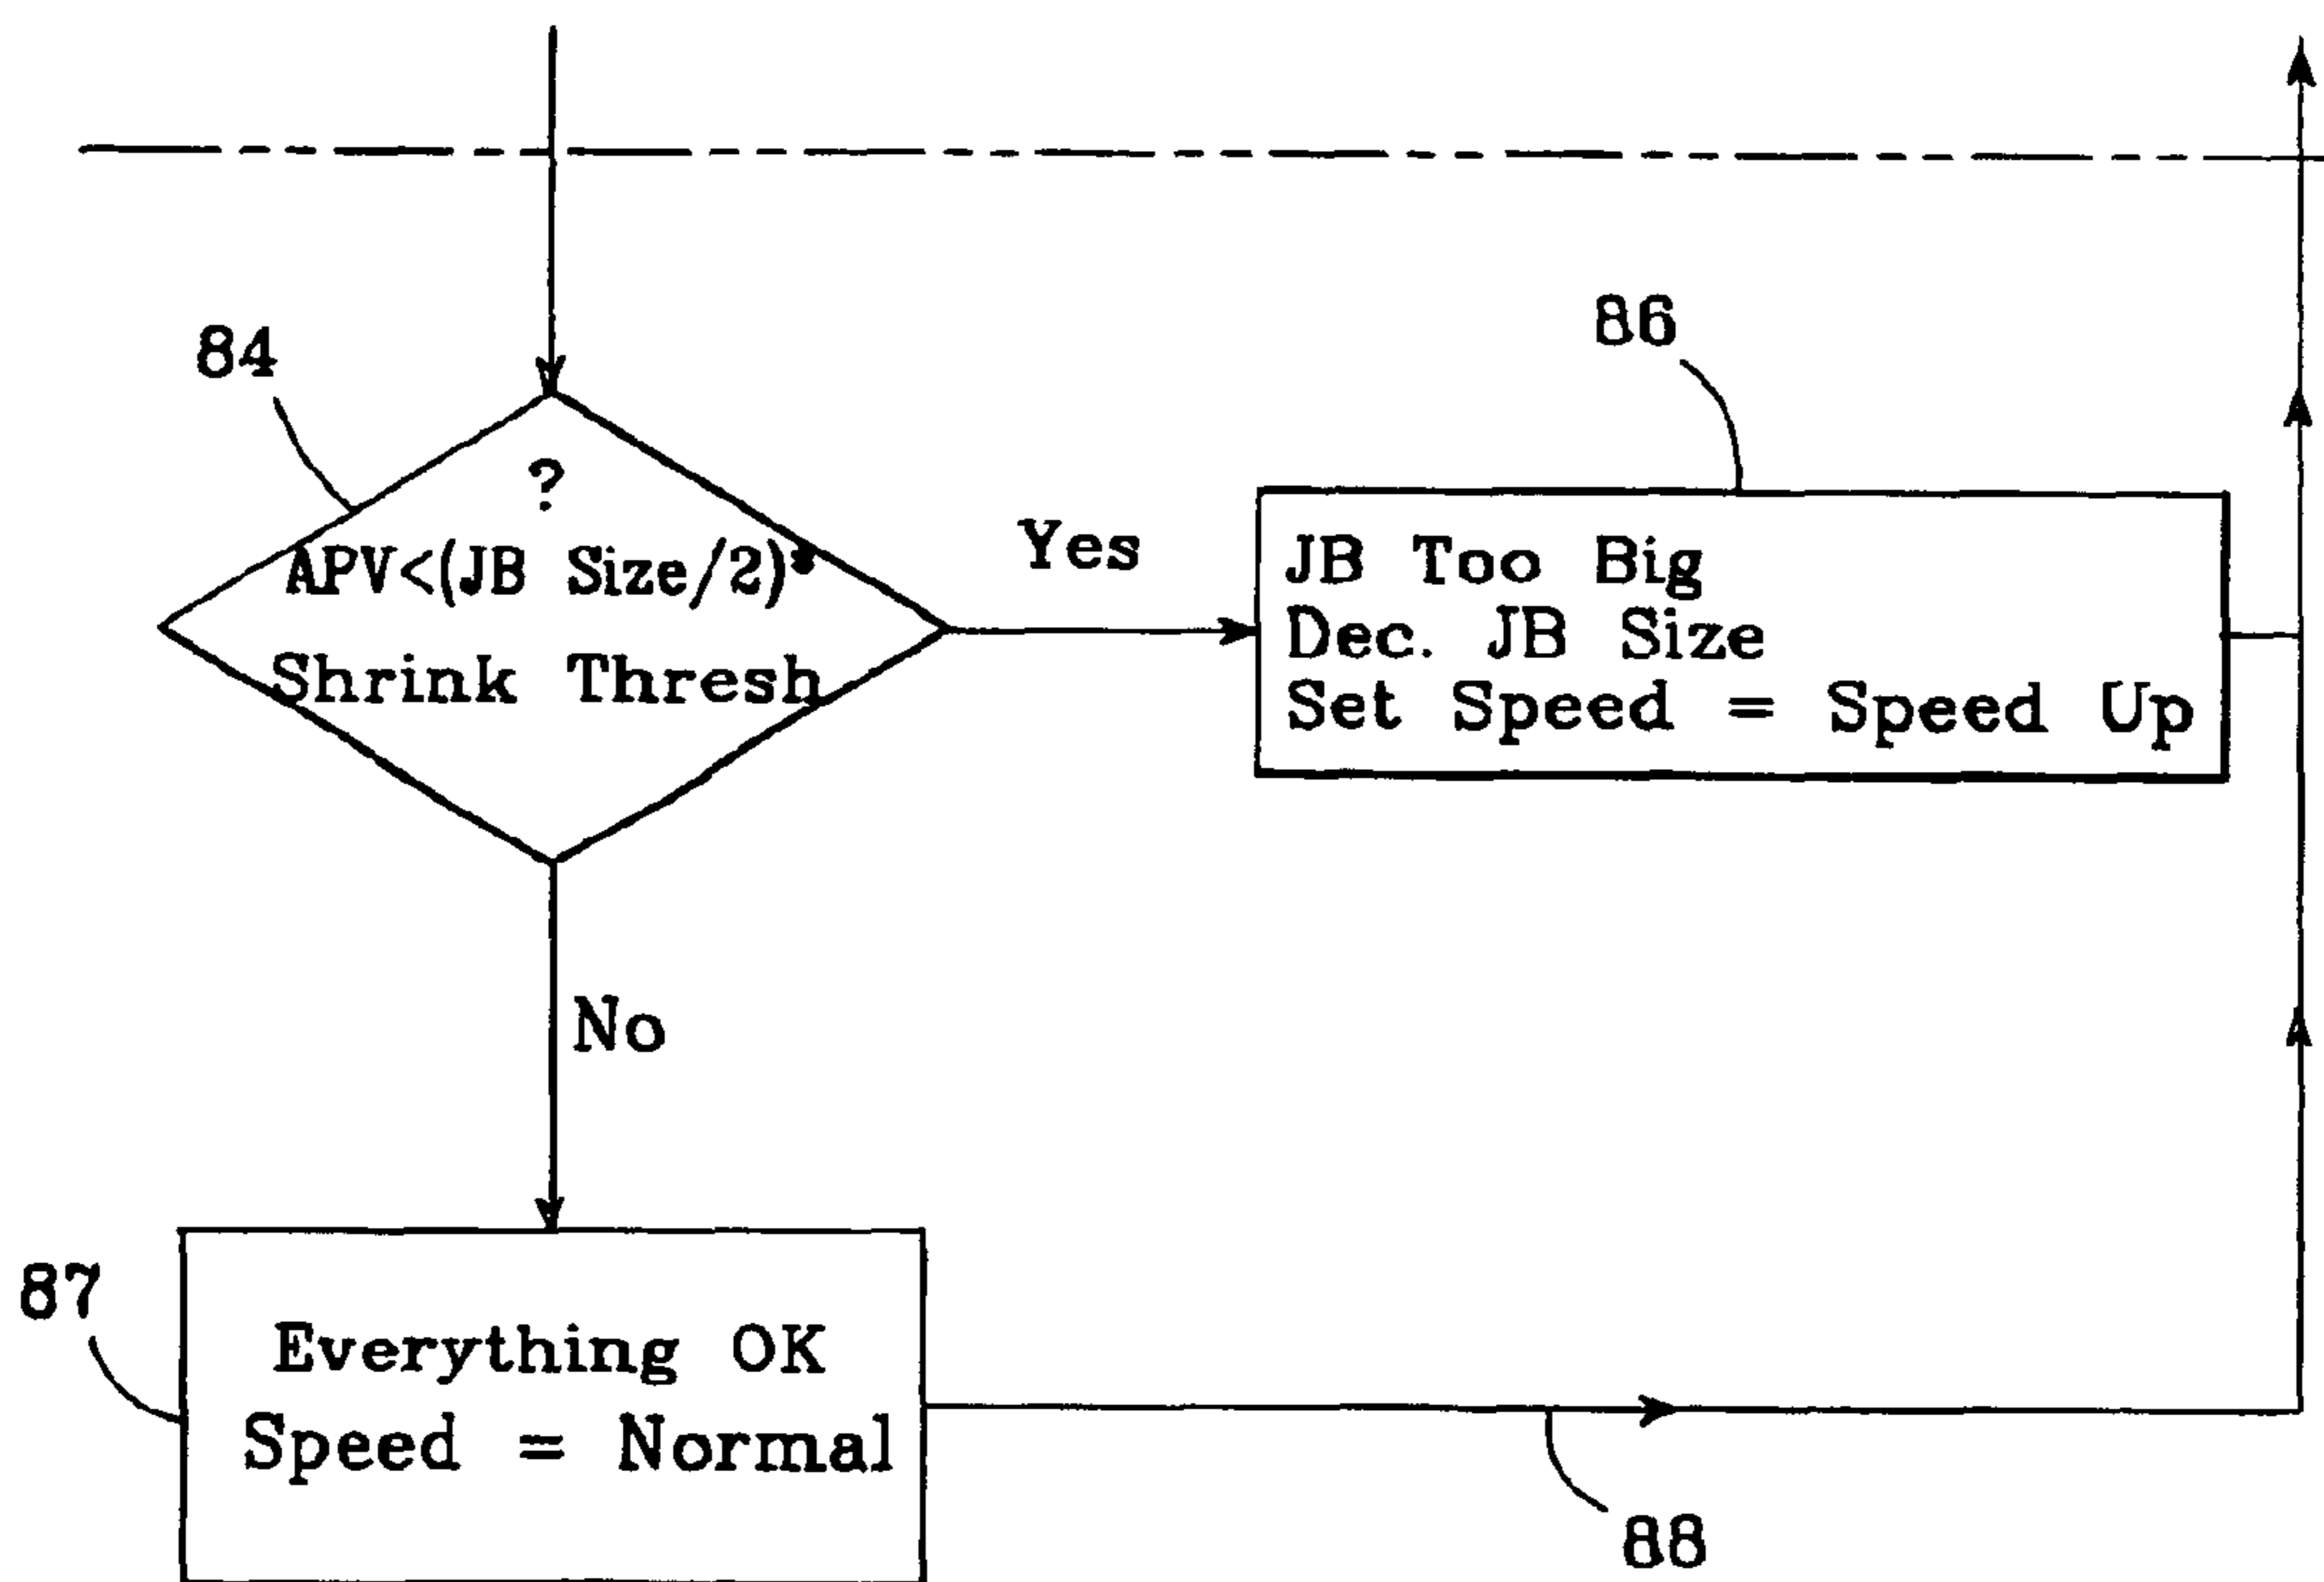 84
86
?
APV<(JB Size/2)*
Shrink Thresh
Yes
JB Too Big
Dec. JB Size
Set Speed = Speed Up
No
87
Everything OK
Speed = Normal
88